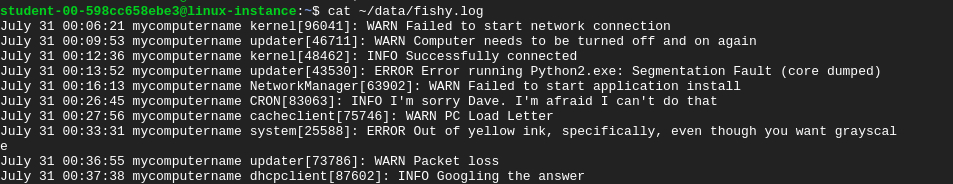 student-00-598cc658ebe3@linux-instance:~$ cat ~/data/fishy.log
July 31 00:06:21 mycomputername kernel[96041]: WARN Failed to start network connection
July 31 00:09:53 mycomputername updater[46711]: WARN Computer needs to be turned off and on again
July 31 00:12:36 mycomputername kernel[48462]: INFO Successfully connected
July 31 00:13:52 mycomputername updater[43530]: ERROR Error running Python2.exe: Segmentation Fault (core dumped)
July 31 00:16:13 mycomputername NetworkManager[63902]: WARN Failed to start application install
July 31 00:26:45 mycomputername CRON[83063]: INFO I'm sorry Dave. I'm afraid I can't do that
July 31 00:27:56 mycomputername cacheclient[75746]: WARN PC Load Letter
July 31 00:33:31 mycomputername system[25588]: ERROR Out of yellow ink, specifically, even though you want grayscal
e
July 31 00:36:55 mycomputername updater[73786]: WARN Packet loss
July 31 00:37:38 mycomputername dhcpclient[87602]: INFO Googling the answer